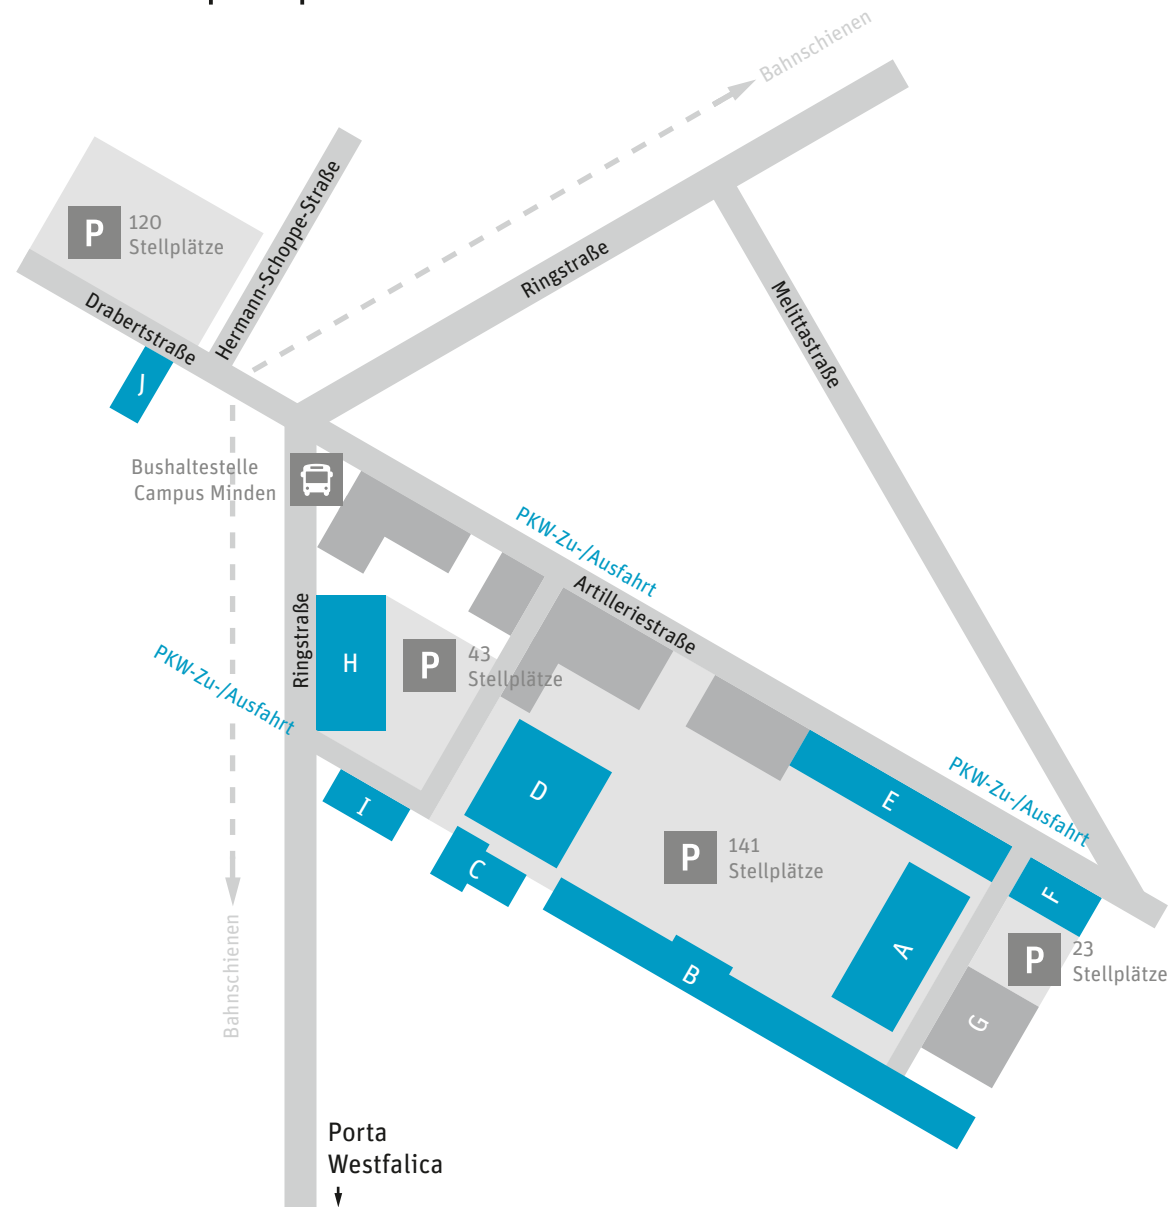 Bahnschienen
P
120
Stellplätze
Hermann-Schoppe-Straße
Ringstraße
Drabertstraße
Melittastraße
J
Bushaltestelle
Campus Minden
PKW-Zu-/Ausfahrt
Artilleriestraße
Ringstraße
H
P
43
Stellplätze
PKW-Zu-/Ausfahrt
D
I
E
PKW-Zu-/Ausfahrt
P
141
Stellplätze
C
F
A
B
P
23
Stellplätze
G
Bahnschienen
Porta
Westfalica